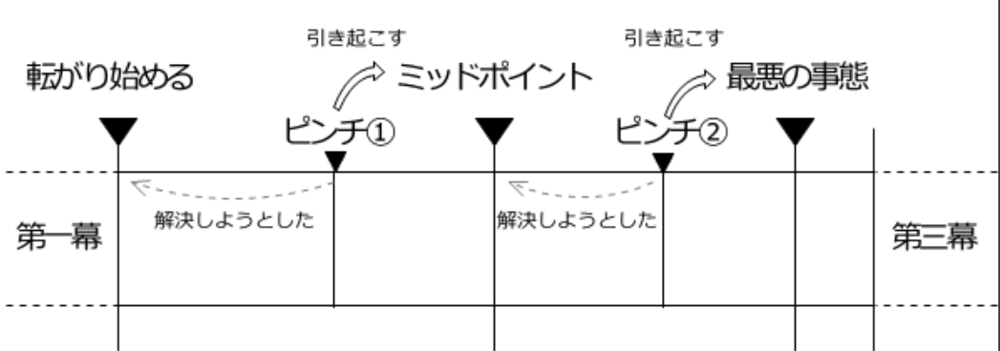 引き起こす
引き起こす
転がり始める
ミッドポイント
最悪の事態
ピンチ①
ピンチ②
解決しようとした
解決しようとした
第一幕
第三幕